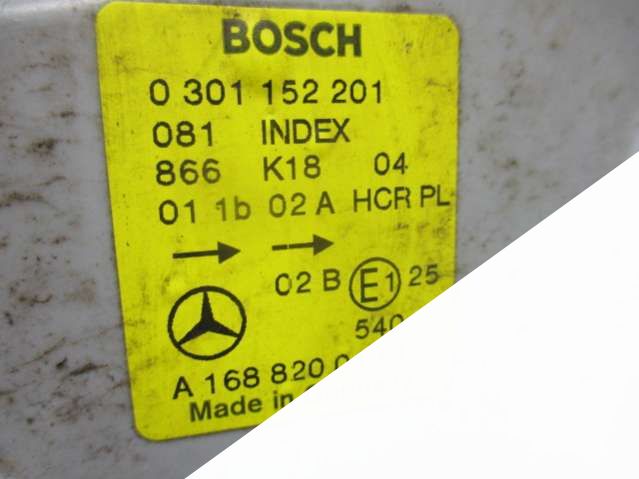 BOSCH
0 301 152 201
081 INDEX
866 K18 04
01 1b 02 A HCR PL
02 B E1 25
540
A 168 820 0
Made in